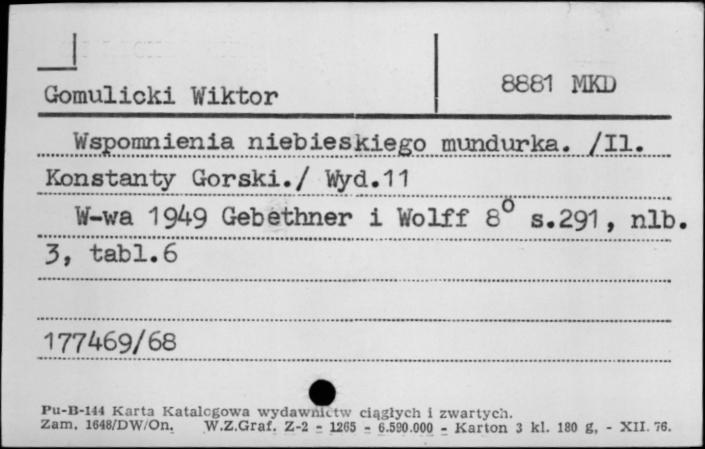 8881 MKD
Gomulicki Wiktor
Wspomnienia niebieskiego mundurka. /Il.
Konstanty Gorski./ Wyd.11
W-wa 1949 Gebethner i Wolff 8° s.291, nlb.
3, tabl.6
177469/68
Pu-B-144 Karta Katalogowa wydawnictw ciągłych i zwartych.
Zam. 1648/DW/On. W.Z.Graf. Z-2 - 1265 - 6.590.000 - Karton 3 kl. 180 g, - XII. 76.